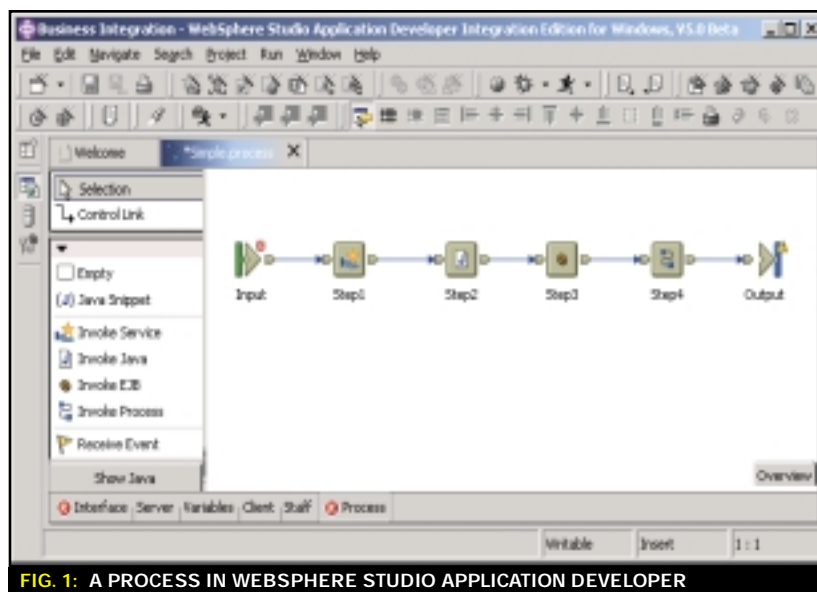 Business Integration - WebSphere Studio Application Developer Integration Edition for Windows, V5.0 Beta
File Edit Navigate Search Project Run Window Help
Welcome *Simple.process
Selection
Control Link
Empty
Java Snippet
Invoke Service
Invoke Java
Invoke EJB
Invoke Process
Receive Event
Show Java
Input Step1 Step2 Step3 Step4 Output
Overview
Interface Server Variables Client Staff Process
Writable Insert 1 : 1
FIG. 1: A PROCESS IN WEBSPHERE STUDIO APPLICATION DEVELOPER